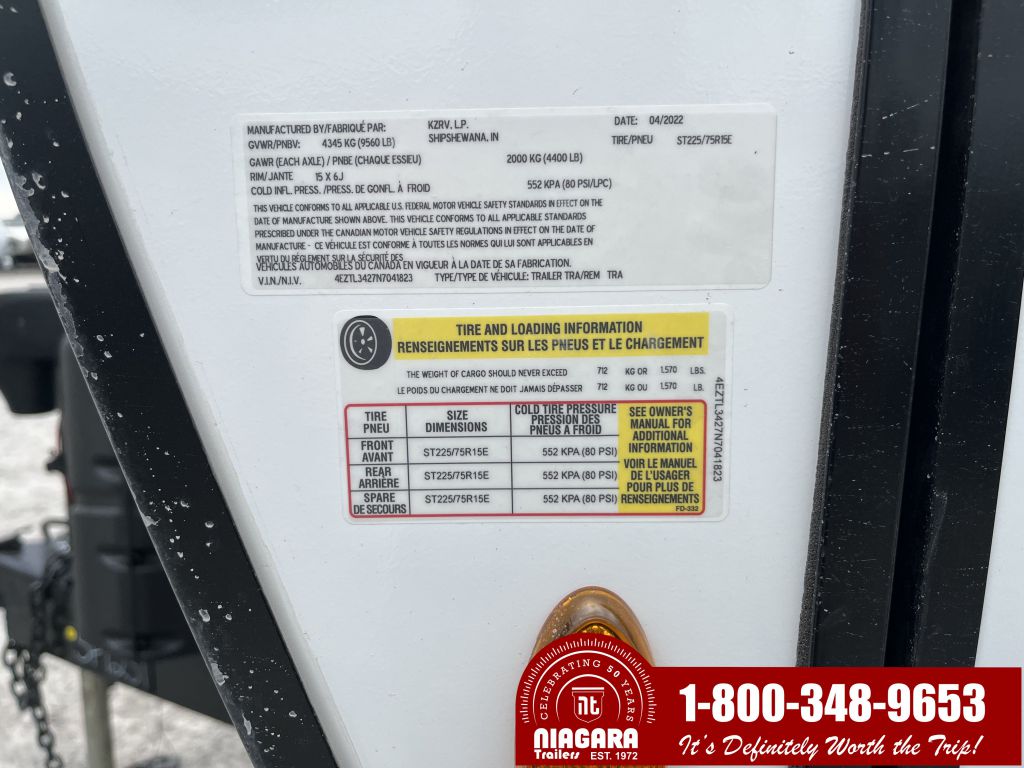 MANUFACTURED BY/FABRIQUÉ PAR: KZRV, L.P. DATE: 04/2022
GVWR/PNBV: 4345 KG (9560 LB) SHIPSHEWANA, IN TIRE/PNEU ST225/75R15E
GAWR (EACH AXLE) / PNBE (CHAQUE ESSIEU) 2000 KG (4400 LB)
RIM/JANTE 15 X 6J
COLD INFL. PRESS. /PRESS. DE GONFL. À FROID 552 KPA (80 PSI/LPC)
THIS VEHICLE CONFORMS TO ALL APPLICABLE U.S. FEDERAL MOTOR VEHICLE SAFETY STANDARDS IN EFFECT ON THE
DATE OF MANUFACTURE SHOWN ABOVE. THIS VEHICLE CONFORMS TO ALL APPLICABLE STANDARDS
PRESCRIBED UNDER THE CANADIAN MOTOR VEHICLE SAFETY REGULATIONS IN EFFECT ON THE DATE OF
MANUFACTURE - CE VÉHICULE EST CONFORME À TOUTES LES NORMES QUI LUI SONT APPLICABLES EN
VERTU DU RÈGLEMENT SUR LA SÉCURITÉ DES
VÉHICULES AUTOMOBILES DU CANADA EN VIGUEUR À LA DATE DE SA FABRICATION.
V.I.N./N.I.V. 4EZTL3427N7041823 TYPE/TYPE DE VÉHICULE: TRAILER TRA/REM TRA
TIRE AND LOADING INFORMATION
RENSEIGNEMENTS SUR LES PNEUS ET LE CHARGEMENT
THE WEIGHT OF CARGO SHOULD NEVER EXCEED 712 KG OR 1,570 LBS.
LE POIDS DU CHARGEMENT NE DOIT JAMAIS DÉPASSER 712 KG OU 1,570 LB.
TIRE SIZE COLD TIRE PRESSURE
PNEU DIMENSIONS PRESSION DES
PNEUS A FROID
FRONT
AVANT ST225/75R15E 552 KPA (80 PSI)
REAR
ARRIÈRE ST225/75R15E 552 KPA (80 PSI)
SPARE
DE SECOURS ST225/75R15E 552 KPA (80 PSI)
SEE OWNER'S
MANUAL FOR
ADDITIONAL
INFORMATION
VOIR LE MANUEL
DE L'USAGER
POUR PLUS DE
RENSEIGNEMENTS
FD-332
4EZTL3427N7041823
CELEBRATING 50 YEARS
nt
NIAGARA
Trailers EST. 1972
1-800-348-9653
It's Definitely Worth the Trip!